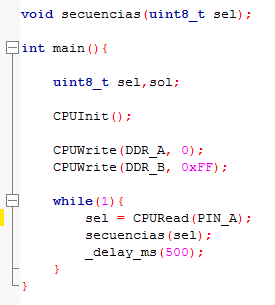 void secuencias(uint8_t sel);
int main(){
uint8_t sel,sol;
CPUInit();
CPUWrite(DDR_A, 0);
CPUWrite(DDR_B, 0xFF);
while(1){
sel = CPURead(PIN_A);
secuencias(sel);
_delay_ms(500);
}
}